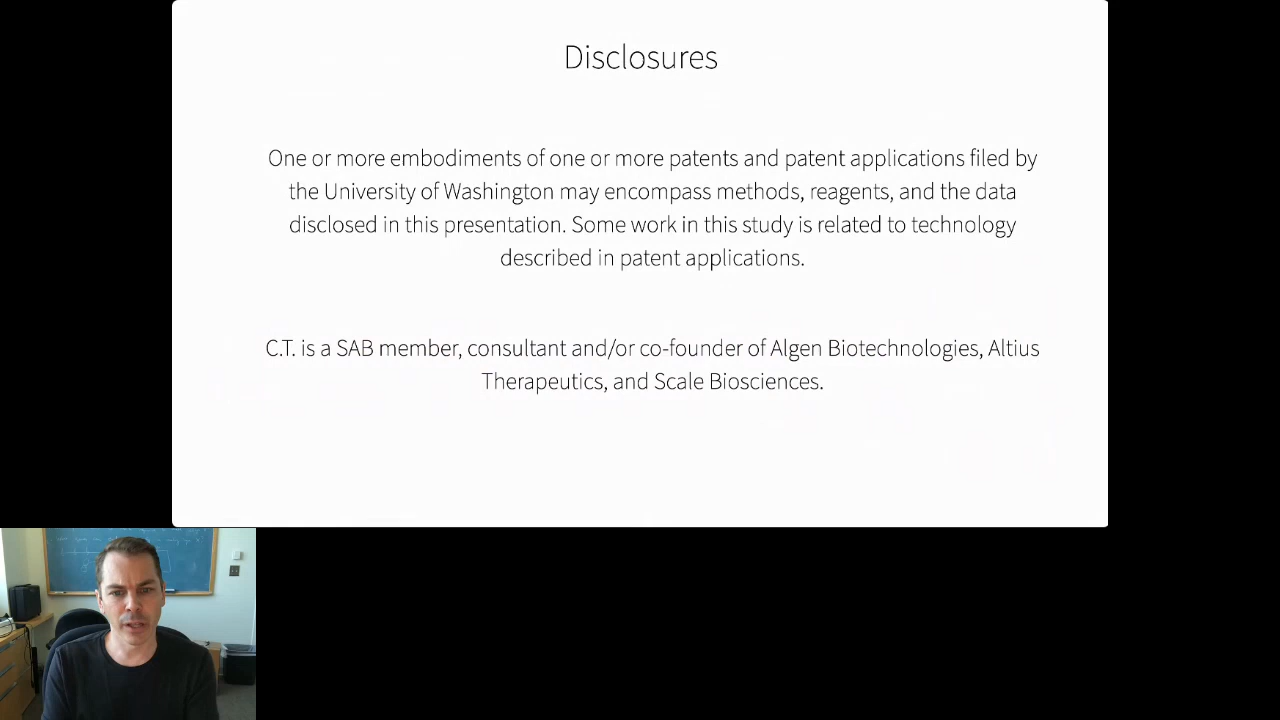 Disclosures
One or more embodiments of one or more patents and patent applications filed by
the University of Washington may encompass methods, reagents, and the data
disclosed in this presentation. Some work in this study is related to technology
described in patent applications.
C.T. is a SAB member, consultant and/or co-founder of Algen Biotechnologies, Altius
Therapeutics, and Scale Biosciences.